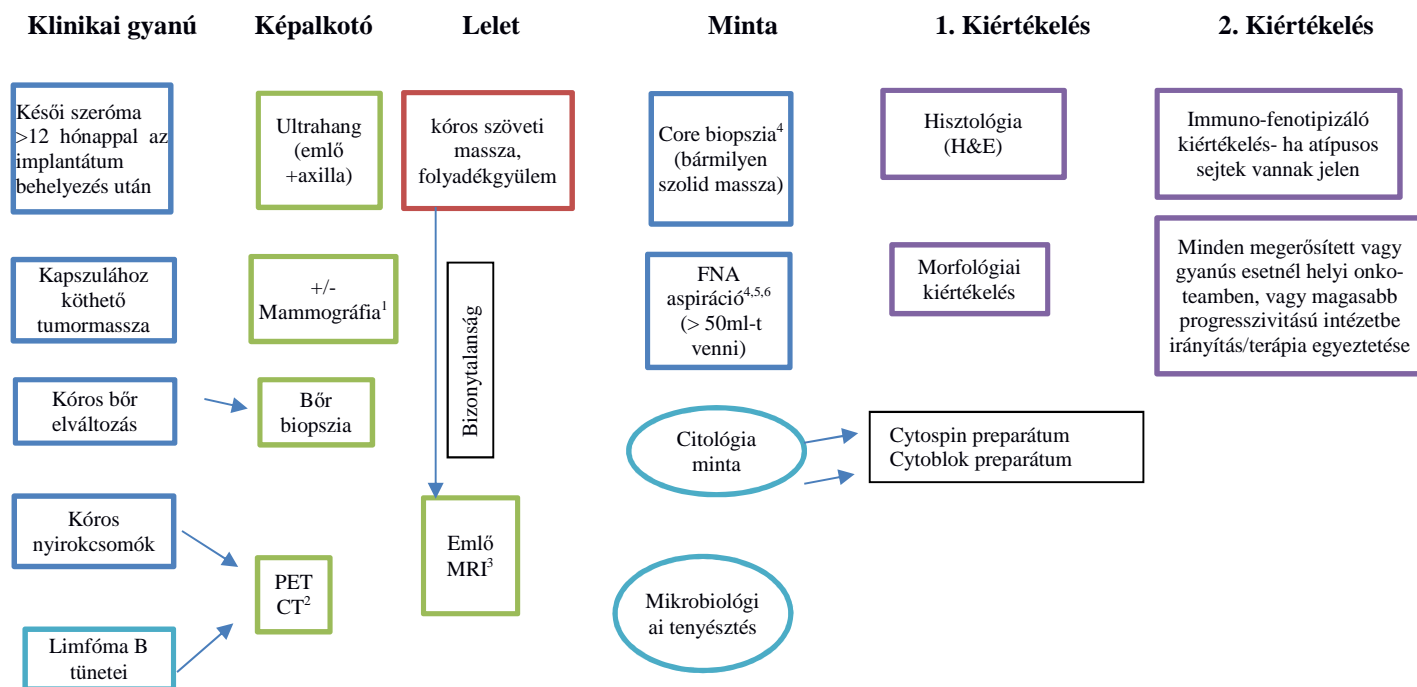 Klinikai gyanú
Képalkotó
Lelet
Minta
1. Kiértékelés
2. Kiértékelés
Késői szeróma
>12 hónappal az
implantátum
behelyezés után
Ultrahang
(emlő
+axilla)
kóros szöveti
massza,
folyadékgyülem
Core biopszia4
(bármilyen
szolid massza)
Hisztológia
(H&E)
Immuno-fenotipizáló
kiértékelés- ha atípusos
sejtek vannak jelen
Kapszulához
köthető
tumormassza
+/-
Mammográfia1
Bizonytalanság
FNA
aspiráció4,5,6
(> 50ml-t
venni)
Morfológiai
kiértékelés
Minden megerősített vagy
gyanús esetnél helyi onko-
teamben, vagy magasabb
progresszivitású intézetbe
irányítás/terápia egyeztetése
Kóros bőr
elváltozás
Bőr
biopszia
Citológia
minta
Cytospin preparátum
Cytoblok preparátum
Kóros
nyirokcsomók
PET
CT2
Emlő
MRI3
Mikrobiológi
ai tenyésztés
Limfóma B
tünetei